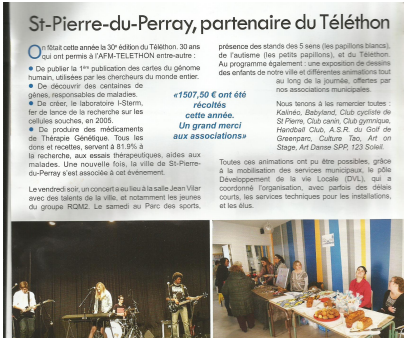 St-Pierre-du-Perray, partenaire du Téléthon
On fêtait cette année la 30e édition du Téléthon. 30 ans
qui ont permis à l'AFM-TELETHON entre-autre :
● De publier la 1ère publication des cartes du génome
humain, utilisées par les chercheurs du monde entier.
● De découvrir des centaines de
gènes, responsables de maladies.
● De créer, le laboratoire I-Sterm,
fer de lance de la recherche sur les
cellules souches, en 2005.
● De produire des médicaments
de Thérapie Génétique. Tous les
dons et recettes, servent à 81.9% à
la recherche, aux essais thérapeutiques, aides aux
malades. Une nouvelle fois, la ville de St-Pierre-
du-Perray s'est associée à cet évènement.
Le vendredi soir, un concert a eu lieu à la salle Jean Vilar
avec des talents de la ville, et notamment les jeunes
du groupe RQM2. Le samedi au Parc des sports,
«1507,50 € ont été
récoltés
cette année.
Un grand merci
aux associations»
présence des stands des 5 sens (les papillons blancs),
de l'autisme (les petits papillons), et du Téléthon.
Au programme également : une exposition de dessins
des enfants de notre ville et différentes animations tout
au long de la journée, offertes par
nos associations municipales.
Nous tenons à les remercier toutes :
Kalinéo, Babyland, Club cycliste de
St Pierre, Club canin, Club gymnique,
Handball Club, A.S.R. du Golf de
Greenparc, Culture Tao, Art on
Stage, Art Danse SPP, 123 Soleil.
Toutes ces animations ont pu être possibles, grâce
à la mobilisation des services municipaux, le pôle
Développement de la vie Locale (DVL), qui a
coordonné l'organisation, avec parfois des délais
courts, les services techniques pour les installations,
et les élus.